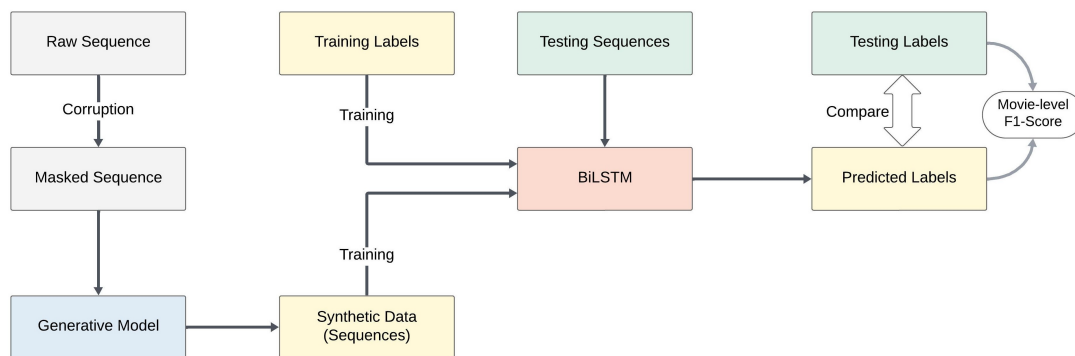 Raw Sequence
Training Labels
Testing Sequences
Testing Labels
Corruption
Training
Compare
Movie-level
F1-Score
Masked Sequence
BiLSTM
Predicted Labels
Training
Generative Model
Synthetic Data
(Sequences)